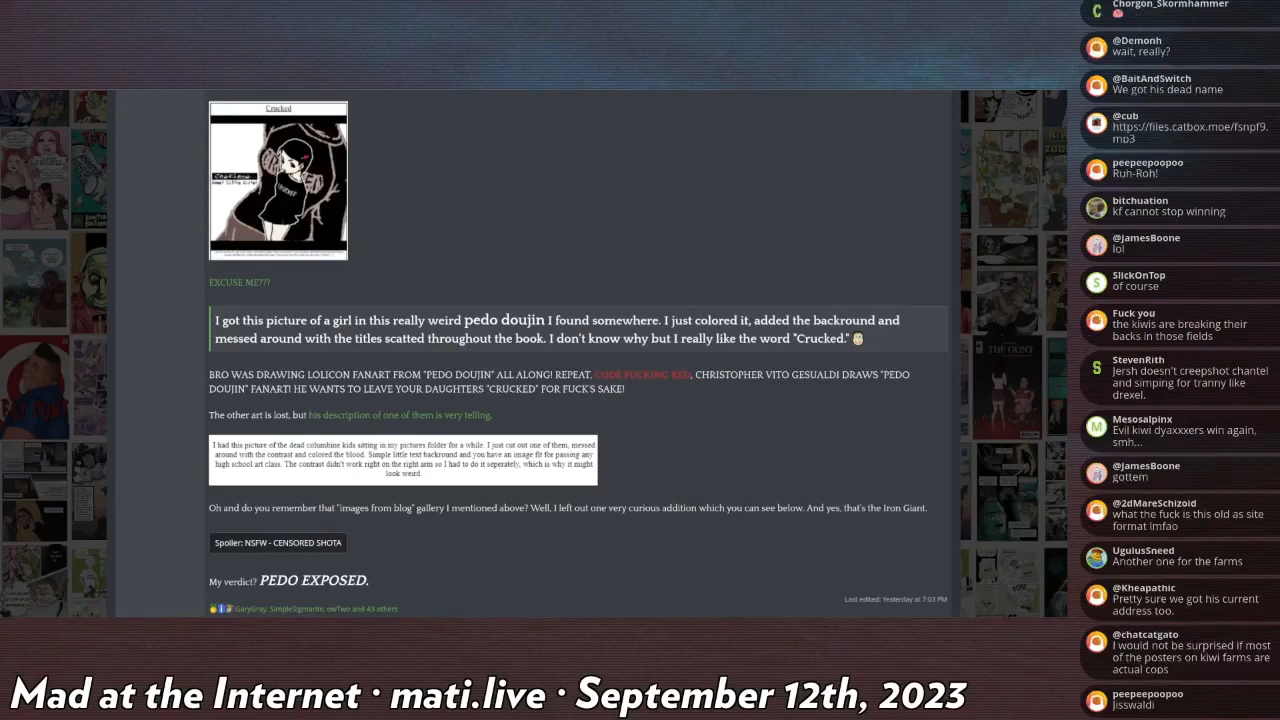 Crucked
EXCUSE ME???
I got this picture of a girl in this really weird pedo doujin I found somewhere. I just colored it, added the backround and
messed around with the titles scatted throughout the book. I don't know why but I really like the word "Crucked."
BRO WAS DRAWING LOLICON FANART FROM "PEDO DOUJIN" ALL ALONG! REPEAT, CODE FUCKING RED, CHRISTOPHER VITO GESUALDI DRAWS "PEDO
DOUJIN" FANART! HE WANTS TO LEAVE YOUR DAUGHTERS "CRUCKED" FOR FUCK'S SAKE!
The other art is lost, but his description of one of them is very telling.
I had this picture of the dead columbine kids sitting in my pictures folder for a while. I just cut out one of them, messed
around with the contrast and colored the blood. Simple little text backround and you have an image fit for passing any
high school art class. The contrast didn't work right on the right arm so I had to do it seperately, which is why it might
look weird.
Oh and do you remember that "images from blog" gallery I mentioned above? Well, I left out one very curious addition which you can see below. And yes, that's the Iron Giant.
Spoiler: NSFW - CENSORED SHOTA
My verdict? PEDO EXPOSED.
Last edited: Yesterday at 7:03 PM
GaryGray, SimpleSigmarite, owTwo and 43 others
THE GUNT
Chorgon_Skormhammer
@Demonh
wait, really?
@BaitAndSwitch
We got his dead name
@cub
https://files.catbox.moe/fsnpf9.
mp3
peepeepoopoo
Ruh-Roh!
bitchuation
kf cannot stop winning
@JamesBoone
lol
SlickOnTop
of course
Fuck you
the kiwis are breaking their
backs in those fields
StevenRith
Jersh doesn't creepshot chantel
and simping for tranny like
drexel.
Mesosalpinx
Evil kiwi dyaxxxers win again,
smh...
@JamesBoone
gottem
@2dMareSchizoid
what the fuck is this old as site
format lmfao
UgulusSneed
Another one for the farms
@Kheapathic
Pretty sure we got his current
address too.
@chatcatgato
I would not be surprised if most
of the posters on kiwi farms are
actual cops
peepeepoopoo
Jisswaldi
Mad at the Internet · mati.live · September 12th, 2023